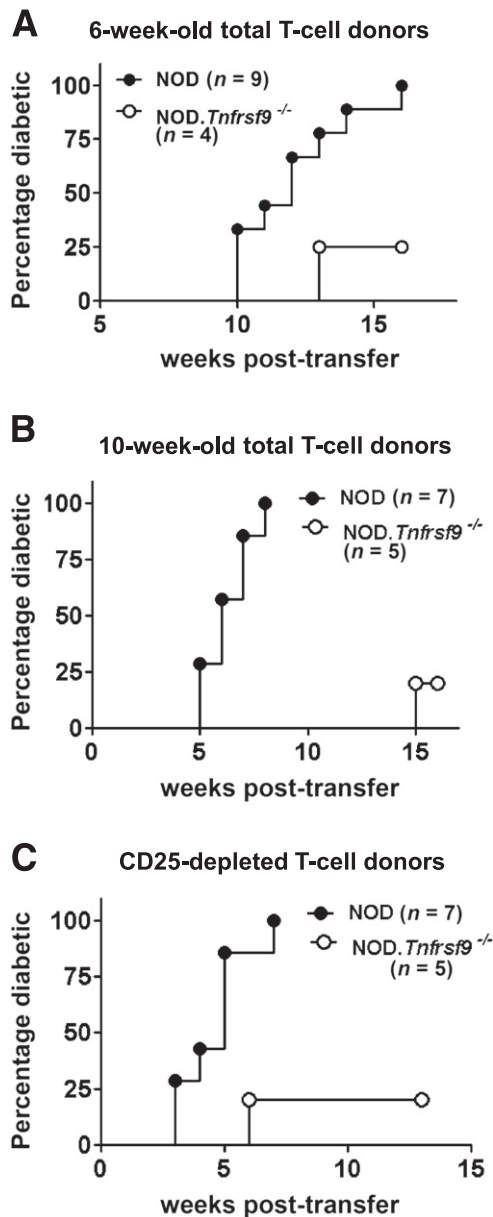 A
6-week-old total T-cell donors
NOD (n = 9)
NOD.Tnfrsf9 -/-
(n = 4)
Percentage diabetic
100
75
50
25
0
5
10
15
weeks post-transfer
B
10-week-old total T-cell donors
NOD (n = 7)
NOD.Tnfrsf9 -/-
(n = 5)
Percentage diabetic
100
75
50
25
0
0
5
10
15
weeks post-transfer
C
CD25-depleted T-cell donors
NOD (n = 7)
NOD.Tnfrsf9 -/-
(n = 5)
Percentage diabetic
100
75
50
25
0
0
5
10
15
weeks post-transfer